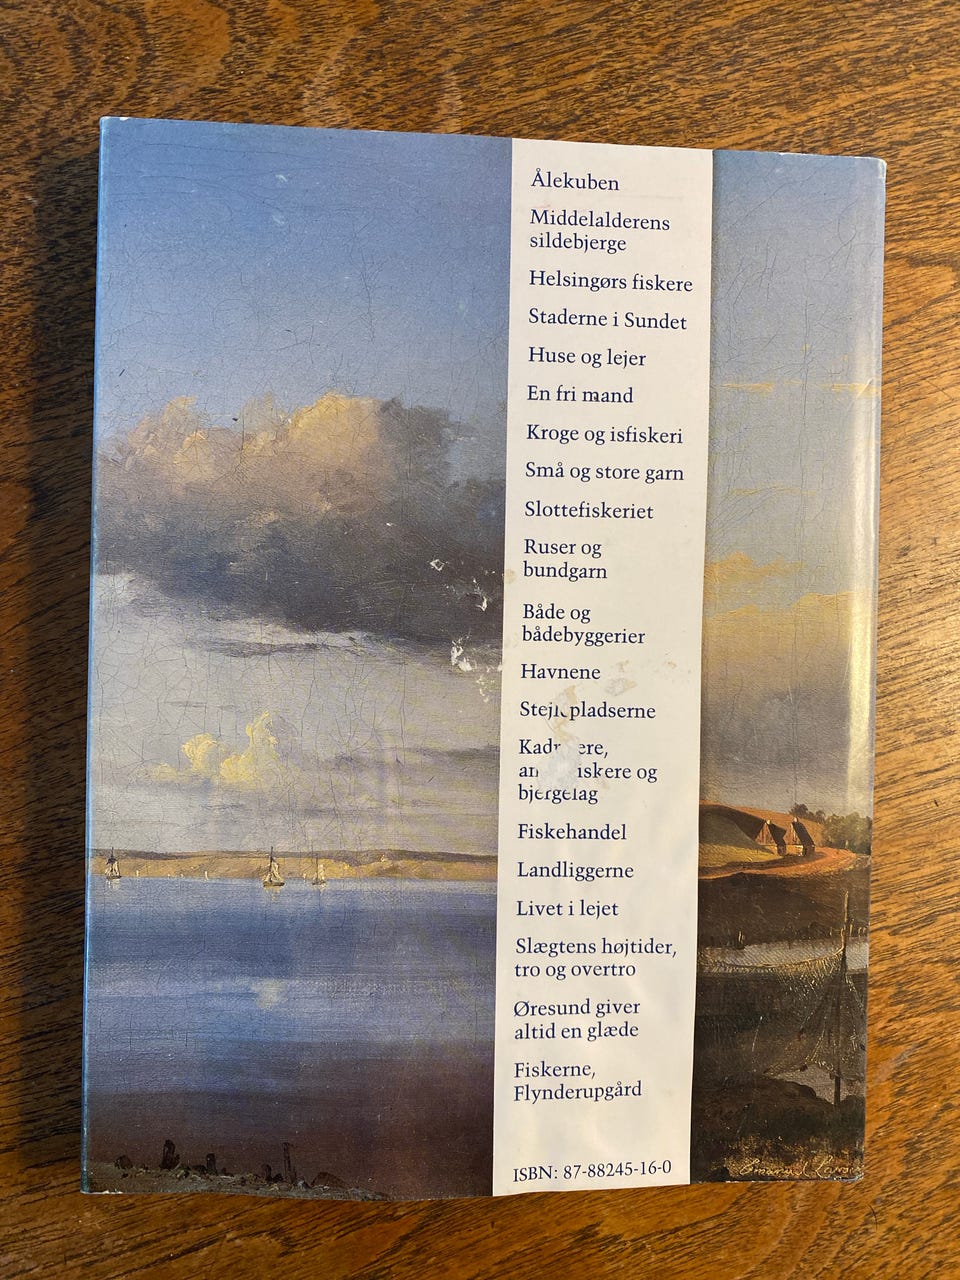 Ålekuben
Middelalderens
sildebjerge
Helsingørs fiskere
Staderne i Sundet
Huse og lejer
En fri mand
Kroge og isfiskeri
Små og store garn
Slottefiskeriet
Ruser og
bundgarn
Både og
bådebyggerier
Havnene
Stejlepladserne
og
bjergelag
Fiskehandel
Landliggerne
Livet i lejet
Slægtens højtider,
tro og overtro
Øresund giver
altid en glæde
Fiskerne,
Flynderupgård
ISBN: 87-88245-16-0